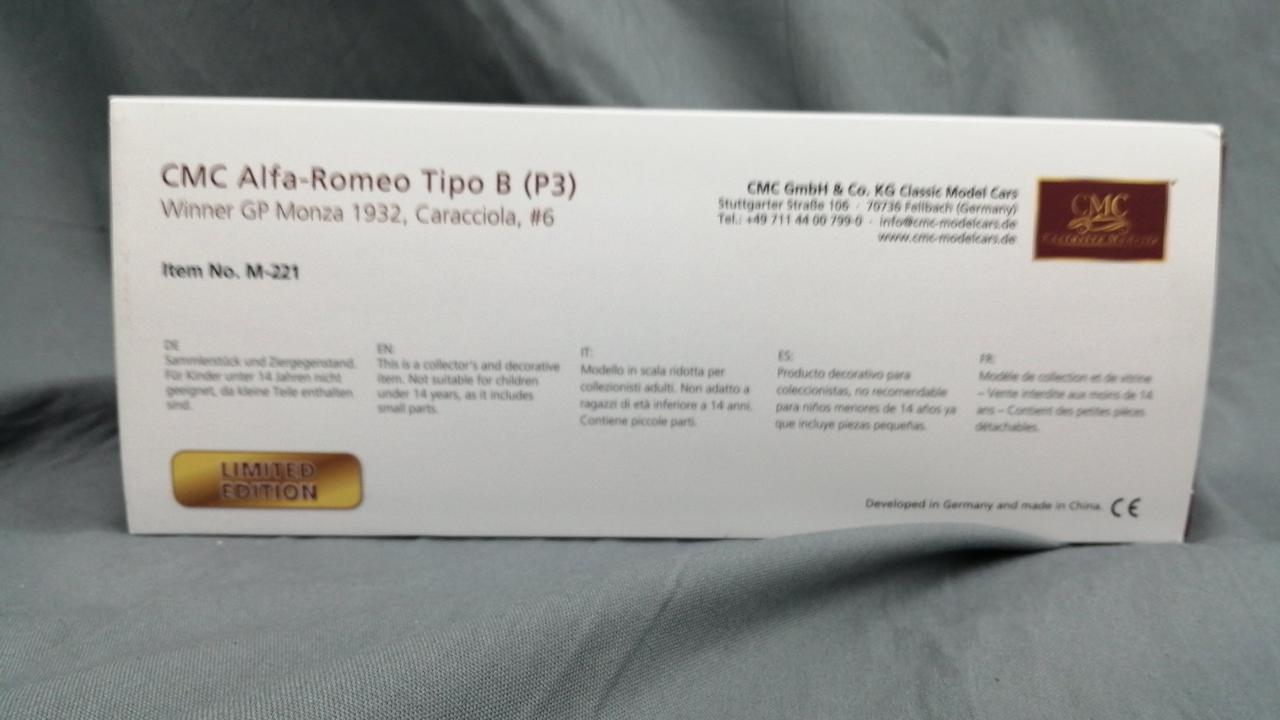 CMC Alfa-Romeo Tipo B (P3)
Winner GP Monza 1932, Caracciola, #6
Item No. M-221
CMC GmbH & Co. KG Classic Model Cars
Stuttgarter Straße 106 · 70736 Fellbach (Germany)
Tel.: +49 711 44 00 799-0 · info@cmc-modelcars.de
www.cmc-modelcars.de
CMC
DE
Sammlerstück und Ziergegenstand.
Für Kinder unter 14 Jahren nicht
geeignet, da kleine Teile enthalten
sind.
EN:
This is a collector's and decorative
item. Not suitable for children
under 14 years, as it includes
small parts.
IT:
Modello in scala ridotta per
collezionisti adulti. Non adatto a
ragazzi di età inferiore a 14 anni.
Contiene piccole parti.
ES:
Producto decorativo para
coleccionistas, no recomendable
para niños menores de 14 años ya
que incluye piezas pequeñas.
FR:
Modèle de collection et de vitrine
– Vente interdite aux moins de 14
ans – Contient des petites pièces
détachables.
LIMITED
EDITION
Developed in Germany and made in China. CE